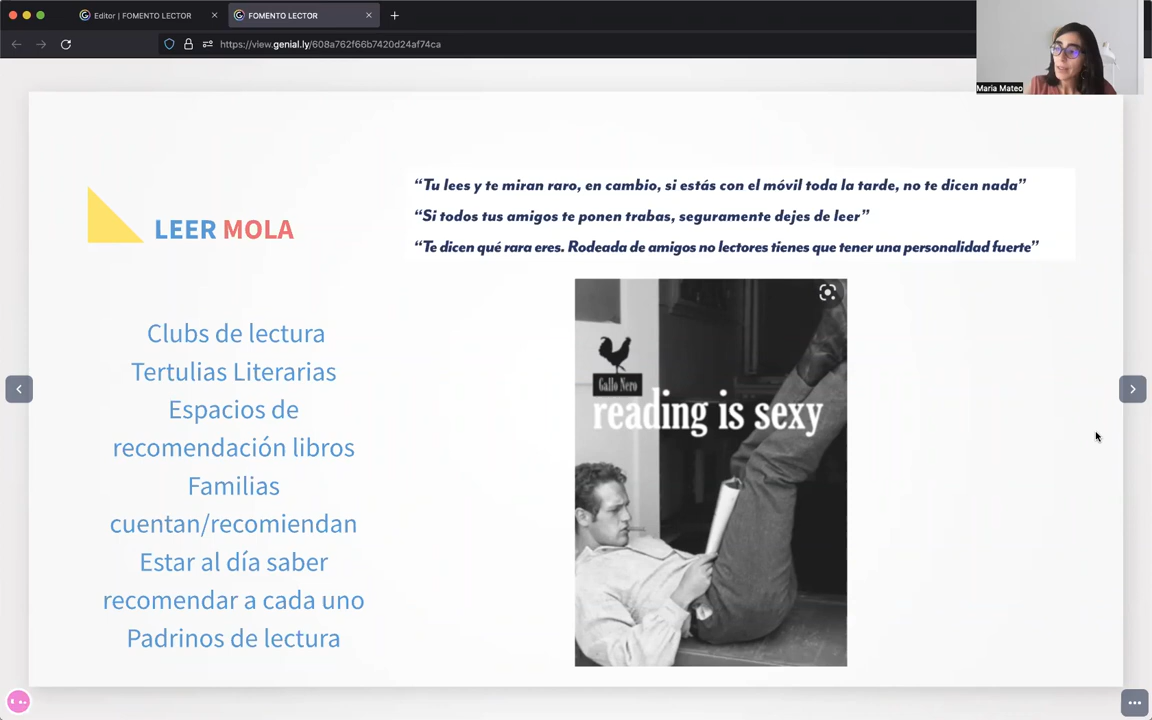 Editor | FOMENTO LECTOR
FOMENTO LECTOR
https://view.genial.ly/608a762f66b7420d24af74ca
Maria Mateo
LEER MOLA
“Tu lees y te miran raro, en cambio, si estás con el móvil toda la tarde, no te dicen nada”
“Si todos tus amigos te ponen trabas, seguramente dejes de leer”
“Te dicen qué rara eres. Rodeada de amigos no lectores tienes que tener una personalidad fuerte”
Clubs de lectura
Tertulias Literarias
Espacios de
recomendación libros
Familias
cuentan/recomiendan
Estar al día saber
recomendar a cada uno
Padrinos de lectura
Gallo Nero
reading is sexy